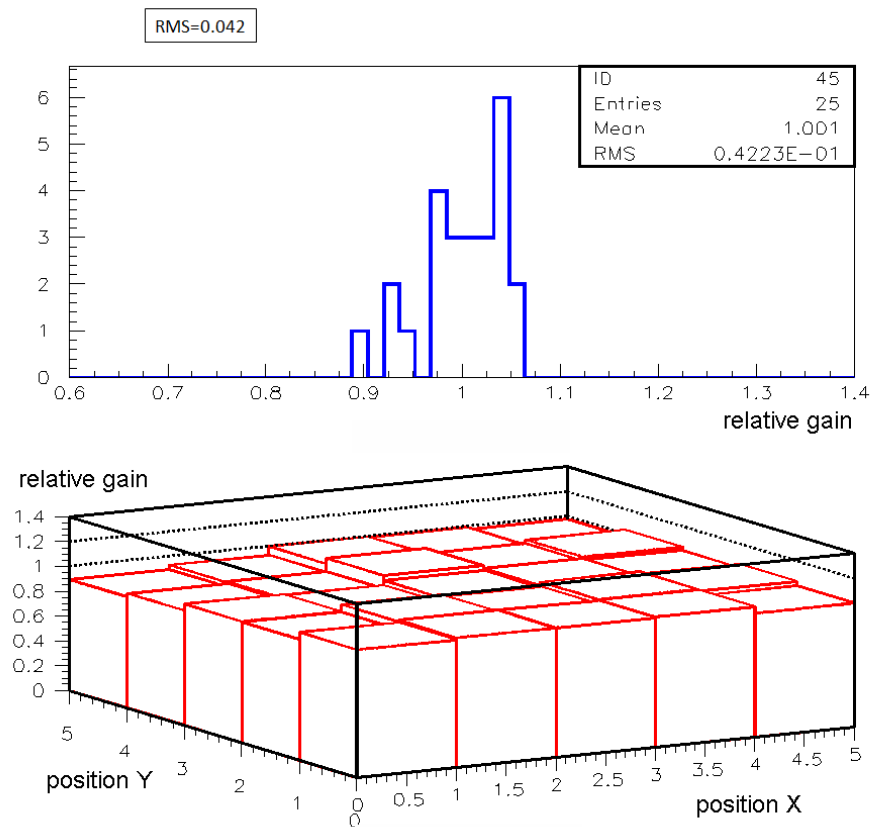 RMS=0.042
ID 45
Entries 25
Mean 1.001
RMS 0.4223E-01
6
5
4
3
2
1
0
0.6 0.7 0.8 0.9 1 1.1 1.2 1.3 1.4
relative gain
relative gain
1.4
1.2
1
0.8
0.6
0.4
0.2
0
5
4
3
2
1
0
position Y
0 0.5 1 1.5 2 2.5 3 3.5 4 4.5 5
position X